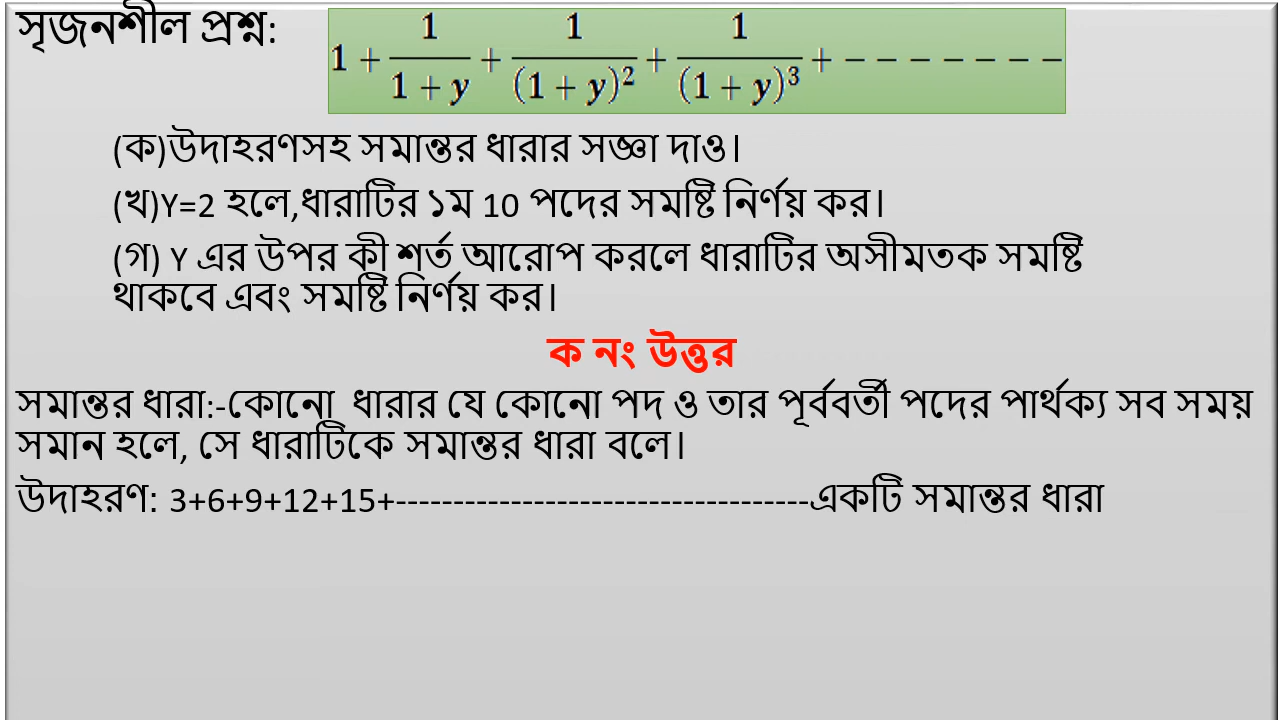 সৃজনশীল প্রশ্ন: 1 + 1/(1 + y) + 1/(1 + y)² + 1/(1 + y)³ + − − − − − − −
(ক)উদাহরণসহ সমান্তর ধারার সজ্ঞা দাও।
(খ)Y=2 হলে,ধারাটির ১ম 10 পদের সমষ্টি নির্ণয় কর।
(গ) Y এর উপর কী শর্ত আরোপ করলে ধারাটির অসীমতক সমষ্টি
থাকবে এবং সমষ্টি নির্ণয় কর।
ক নং উত্তর
সমান্তর ধারা:-কোনো ধারার যে কোনো পদ ও তার পূর্ববর্তী পদের পার্থক্য সব সময়
সমান হলে, সে ধারাটিকে সমান্তর ধারা বলে।
উদাহরণ: 3+6+9+12+15+------------------------------------একটি সমান্তর ধারা